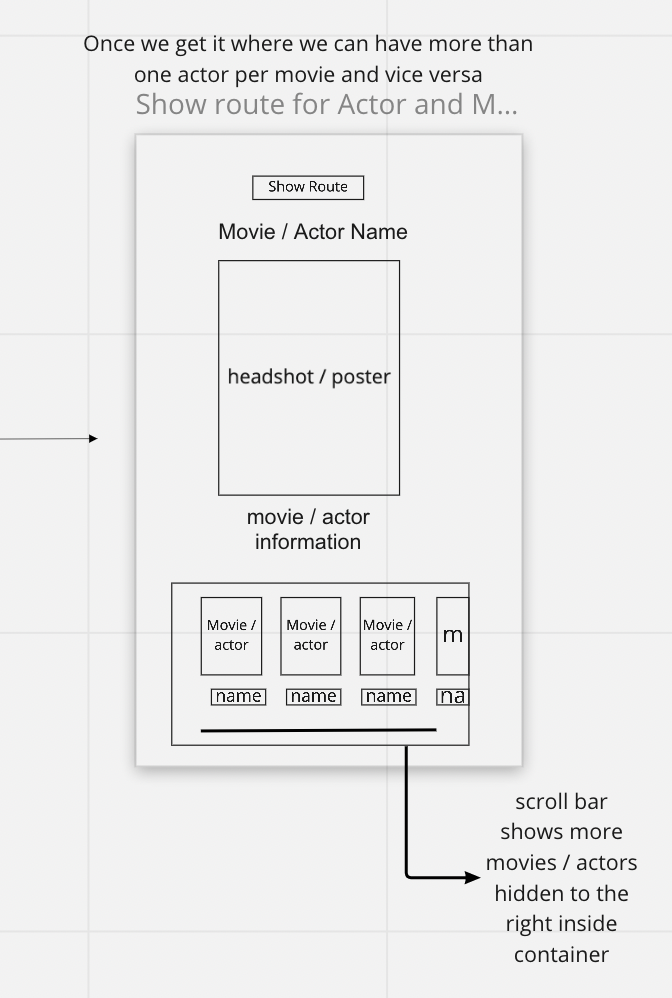 Once we get it where we can have more than
one actor per movie and vice versa
Show route for Actor and M...
Show Route
Movie / Actor Name
headshot / poster
movie / actor
information
Movie /
actor
Movie /
actor
Movie /
actor
m
name
name
name
na
scroll bar
shows more
movies / actors
hidden to the
right inside
container